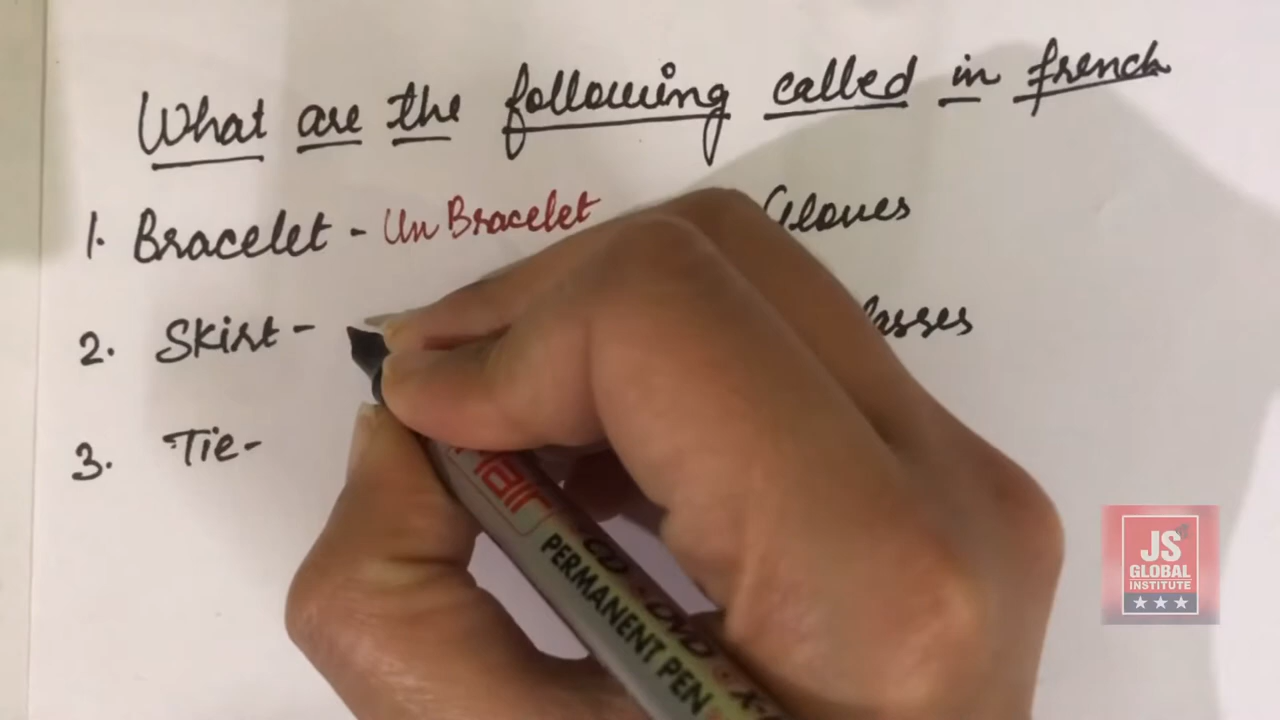 What are the following called in french
1. Bracelet - Un Bracelet
Gloves
2. Skirt -
3. Tie -
PERMANENT PEN
JS
GLOBAL
INSTITUTE